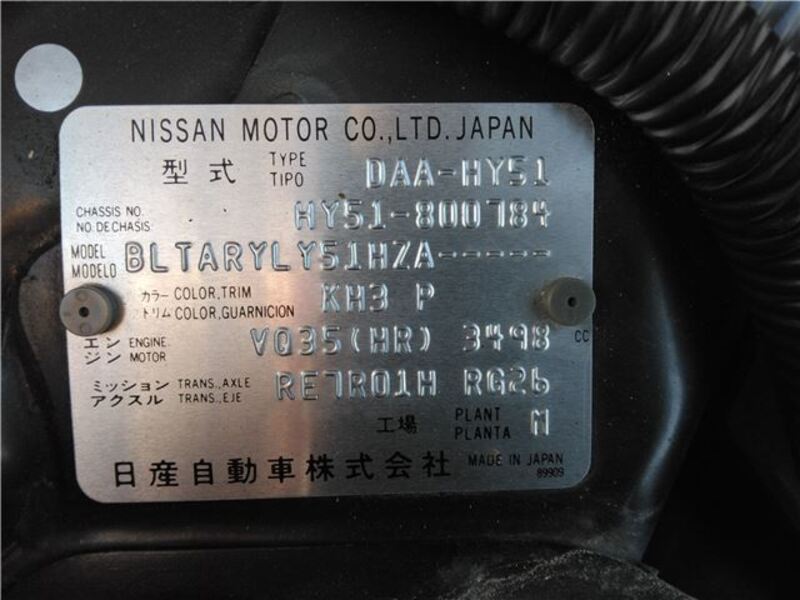 NISSAN MOTOR CO.,LTD. JAPAN
型式 TYPE TIPO DAA-HY51
CHASSIS NO. NO. DE CHASIS HY51-800784
MODEL MODELO BLTARYLY51HZA-----
カラー COLOR,TRIM KH3 P
トリム COLOR,GUARNICION
エンジン ENGINE. MOTOR VQ35(HR) 3498 CC
ミッション TRANS.,AXLE RE7R01H RG26
アクスル TRANS.,EJE
工場 PLANT PLANTA M
日産自動車株式会社 MADE IN JAPAN
89909